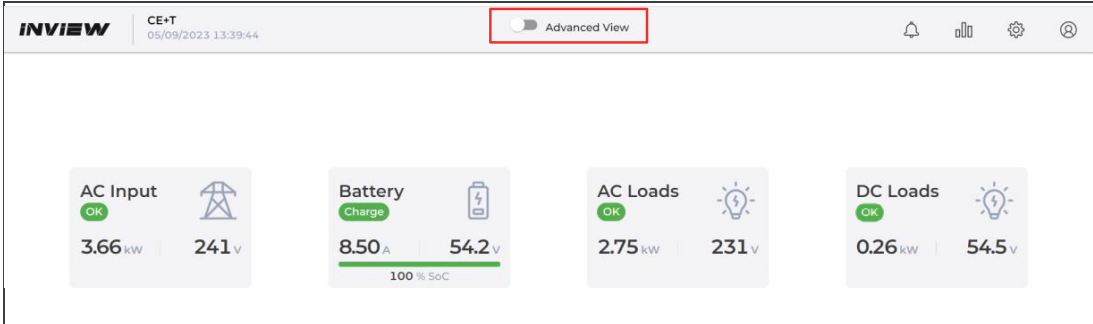 INVIEW
CE+T
05/09/2023 13:39:44
Advanced View
AC Input
OK
3.66 kW 241 V
Battery
Charge
8.50 A 54.2 V
100 % SoC
AC Loads
OK
2.75 kW 231 V
DC Loads
OK
0.26 kW 54.5 V